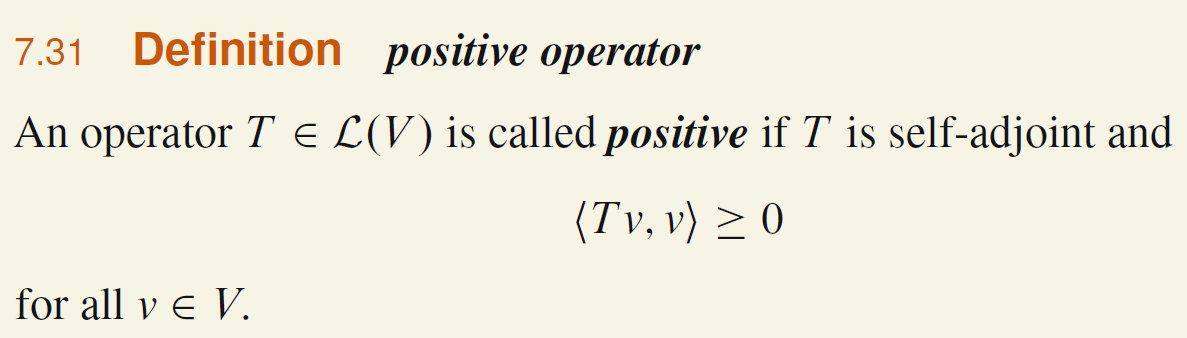 7.31 Definition positive operator
An operator T ∈ ℒ(V) is called positive if T is self-adjoint and
⟨Tv, v⟩ ≥ 0
for all v ∈ V.